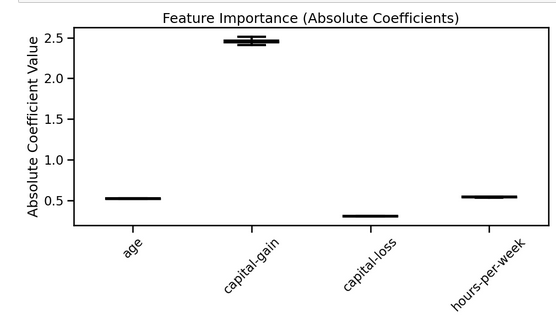 Feature Importance (Absolute Coefficients)
Absolute Coefficient Value
2.5
2.0
1.5
1.0
0.5
age
capital-gain
capital-loss
hours-per-week